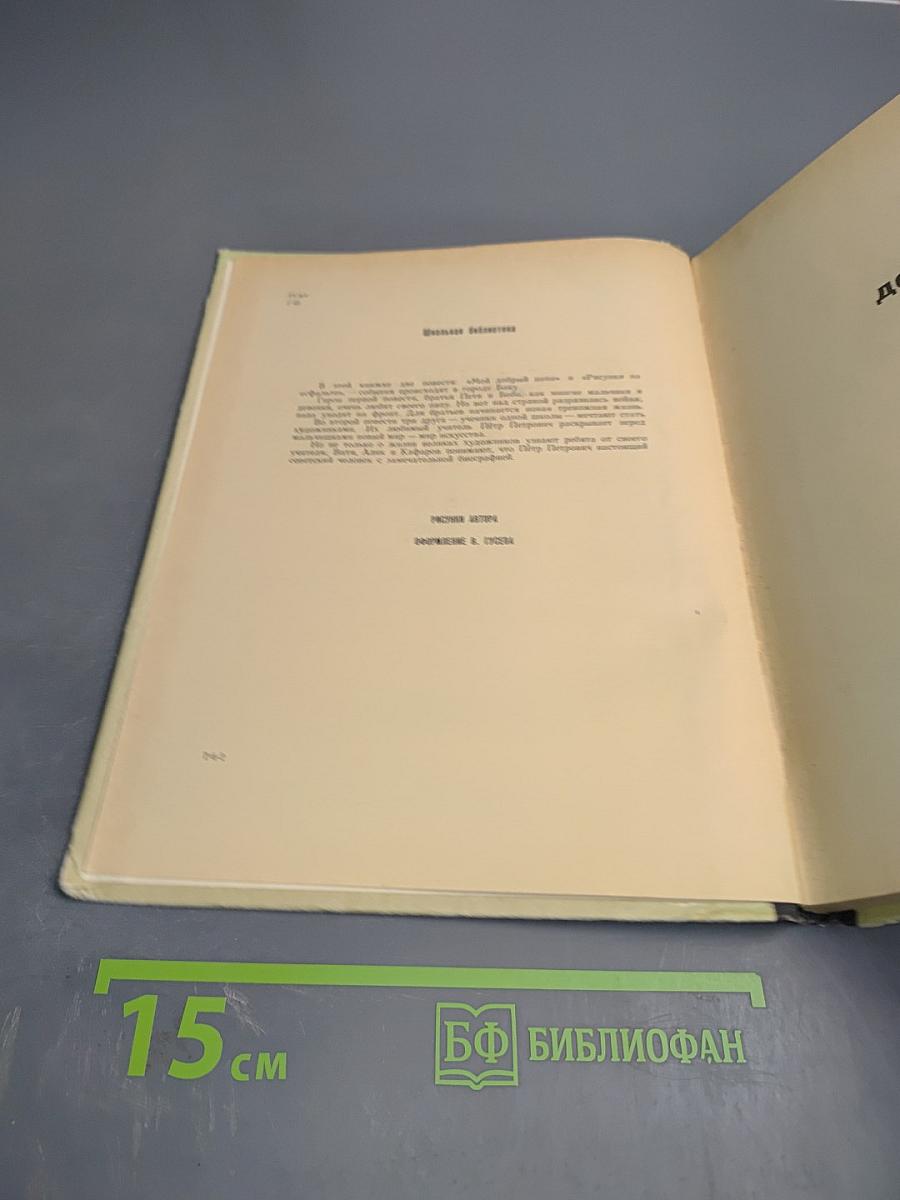 Школьная библиотека
В этой книжке две повести: «Мой добрый папа» и «Рисунки на
асфальте», — события происходят в городе Баку.
Герои первой повести, братья Петя и Боба, как многие мальчики и
девочки, очень любят своего папу. Но вот над страной разразилась война,
папа уходит на фронт. Для братьев начинается новая тревожная жизнь.
Во второй повести три друга — ученики одной школы — мечтают стать
художниками. Их любимый учитель Пётр Петрович раскрывает перед
мальчишками новый мир — мир искусства.
Но не только о жизни великих художников узнают ребята от своего
учителя. Витя, Алик и Кафаров понимают, что Пётр Петрович настоящий
советский человек с замечательной биографией.
РИСУНКИ АВТОРА
ОФОРМЛЕНИЕ В. ГУСЕВА
до
15 см
БФ БИБЛИОФАН